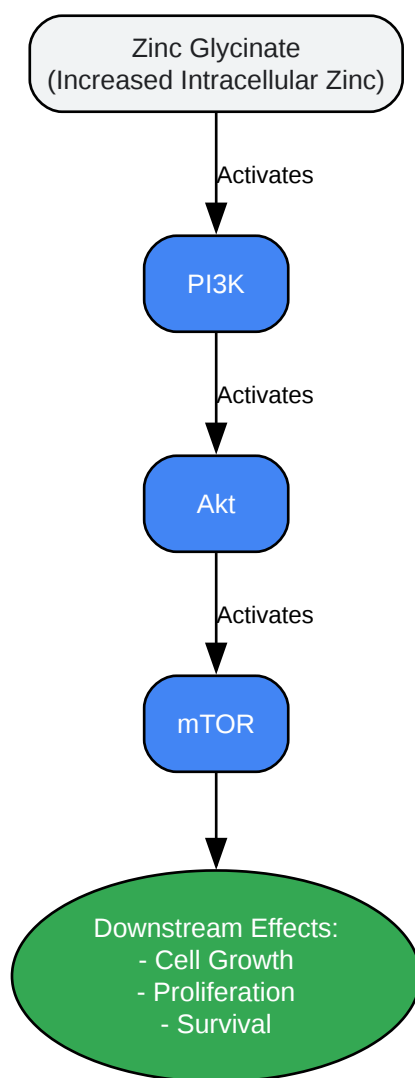 Zinc Glycinate
(Increased Intracellular Zinc)
Activates
PI3K
Activates
Akt
Activates
mTOR
Downstream Effects:
- Cell Growth
- Proliferation
- Survival